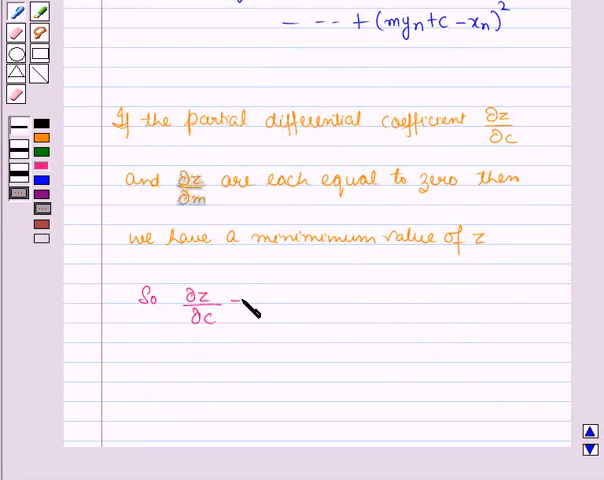 - - - - + (myn + c - xn)²
If the partial differential coefficient ∂z/∂c
and ∂z/∂m are each equal to zero then
we have a minimimum value of z
So ∂z/∂c -